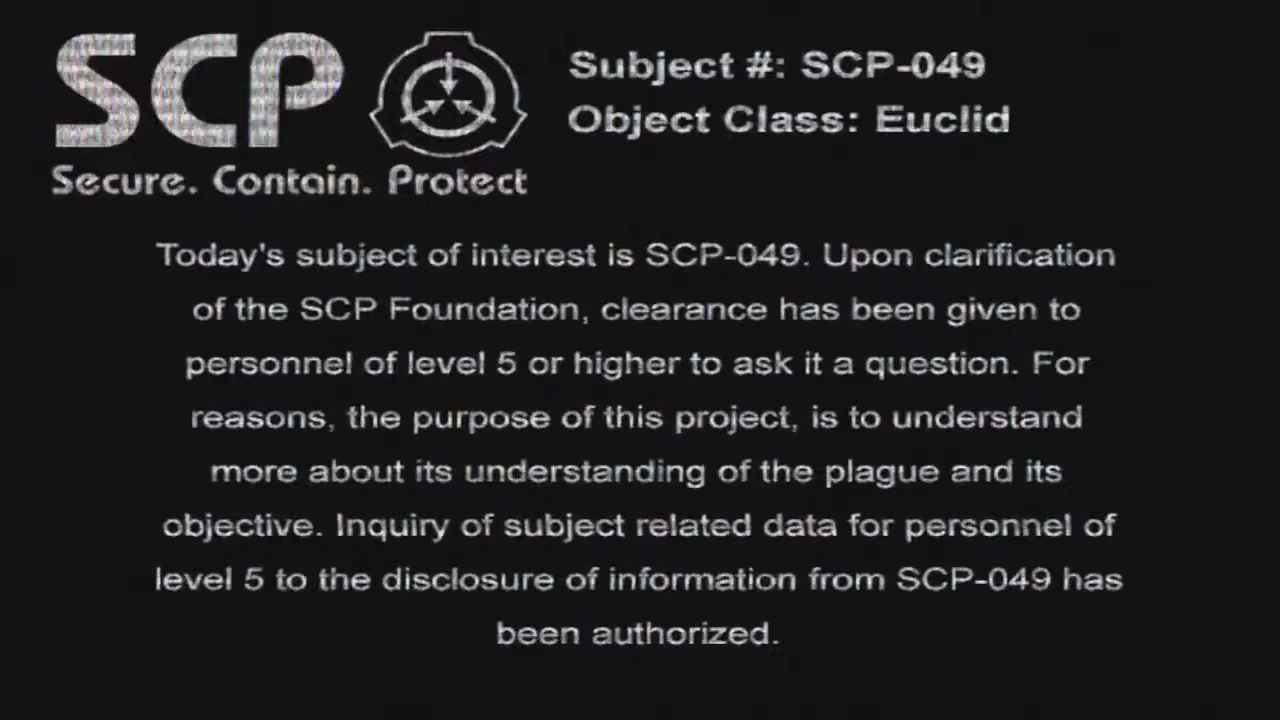 SCP
Secure. Contain. Protect
Subject #: SCP-049
Object Class: Euclid
Today's subject of interest is SCP-049. Upon clarification
of the SCP Foundation, clearance has been given to
personnel of level 5 or higher to ask it a question. For
reasons, the purpose of this project, is to understand
more about its understanding of the plague and its
objective. Inquiry of subject related data for personnel of
level 5 to the disclosure of information from SCP-049 has
been authorized.